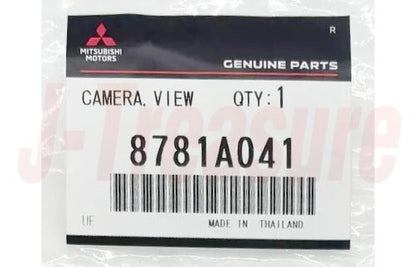 R
MITSUBISHI
MOTORS
GENUINE PARTS
CAMERA, VIEW QTY:1
8781A041
J-Treasure
UF MADE IN THAILAND